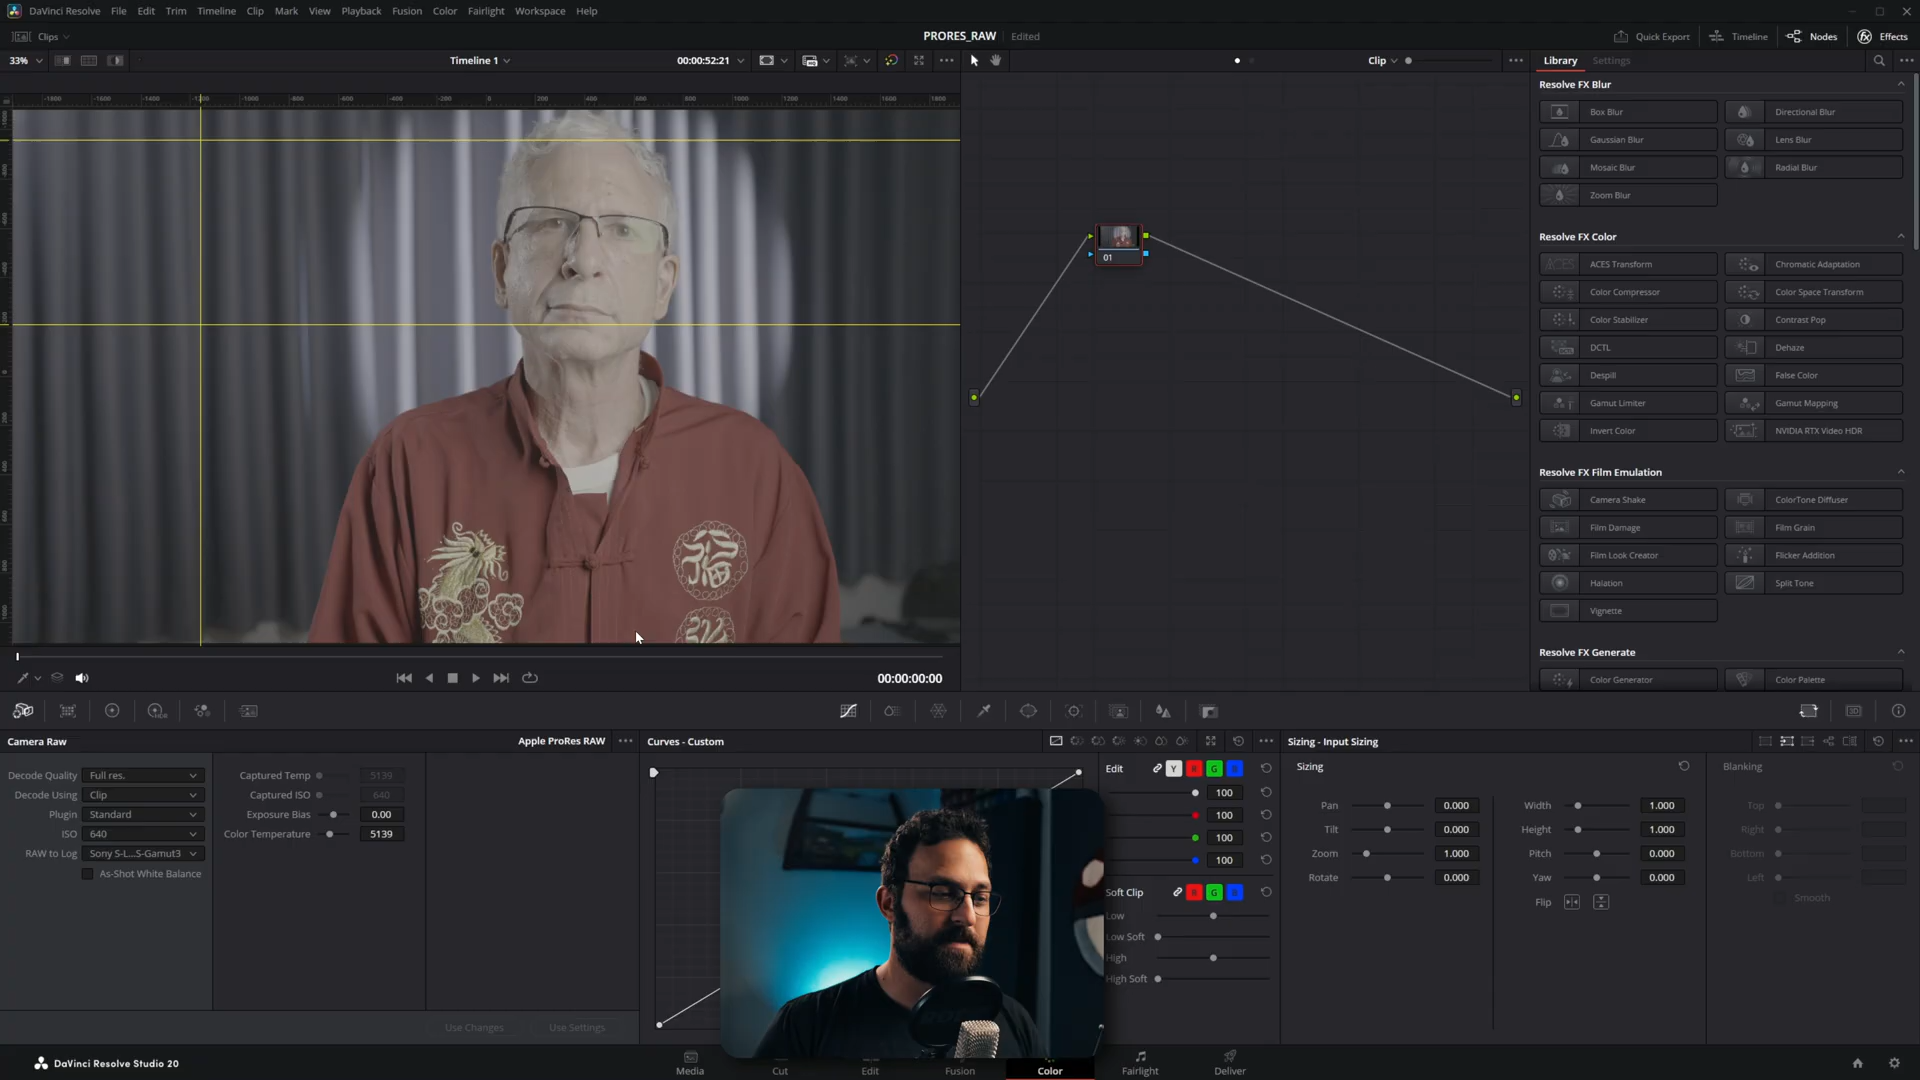 DaVinci Resolve File Edit Trim Timeline Clip Mark View Playback Fusion Color Fairlight Workspace Help
Clips
PRORES_RAW Edited
Quick Export Timeline Nodes Effects
33% Timeline 1 00:00:52:21
Clip
Library Settings
Resolve FX Blur
Box Blur Directional Blur
Gaussian Blur Lens Blur
Mosaic Blur Radial Blur
Zoom Blur
Resolve FX Color
ACES Transform Chromatic Adaptation
Color Compressor Color Space Transform
Color Stabilizer Contrast Pop
DCTL Dehaze
Despill False Color
Gamut Limiter Gamut Mapping
Invert Color NVIDIA RTX Video HDR
Resolve FX Film Emulation
Camera Shake ColorTone Diffuser
Film Damage Film Grain
Film Look Creator Flicker Addition
Halation Split Tone
Vignette
Resolve FX Generate
Color Generator Color Palette
01
福
00:00:00:00
Camera Raw Apple ProRes RAW
Decode Quality Full res.
Decode Using Clip
Plugin Standard
ISO 640
RAW to Log Sony S-L...S-Gamut3
As-Shot White Balance
Captured Temp 5139
Captured ISO 640
Exposure Bias 0.00
Color Temperature 5139
Use Changes Use Settings
Curves - Custom
Edit Y R G B
100
100
100
100
Soft Clip R G B
Low
Low Soft
High
High Soft
Sizing - Input Sizing
Sizing
Pan 0.000 Width 1.000
Tilt 0.000 Height 1.000
Zoom 1.000 Pitch 0.000
Rotate 0.000 Yaw 0.000
Flip
Blanking
Top
Right
Bottom
Left
Smooth
DaVinci Resolve Studio 20
Media Cut Edit Fusion Color Fairlight Deliver